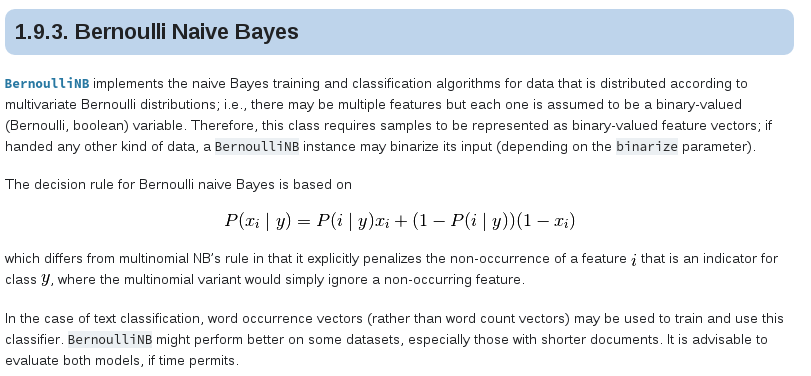 1.9.3. Bernoulli Naive Bayes
BernoulliNB implements the naive Bayes training and classification algorithms for data that is distributed according to
multivariate Bernoulli distributions; i.e., there may be multiple features but each one is assumed to be a binary-valued
(Bernoulli, boolean) variable. Therefore, this class requires samples to be represented as binary-valued feature vectors; if
handed any other kind of data, a BernoulliNB instance may binarize its input (depending on the binarize parameter).
The decision rule for Bernoulli naive Bayes is based on
P(xᵢ | y) = P(i | y)xᵢ + (1 − P(i | y))(1 − xᵢ)
which differs from multinomial NB's rule in that it explicitly penalizes the non-occurrence of a feature i that is an indicator for
class y, where the multinomial variant would simply ignore a non-occurring feature.
In the case of text classification, word occurrence vectors (rather than word count vectors) may be used to train and use this
classifier. BernoulliNB might perform better on some datasets, especially those with shorter documents. It is advisable to
evaluate both models, if time permits.